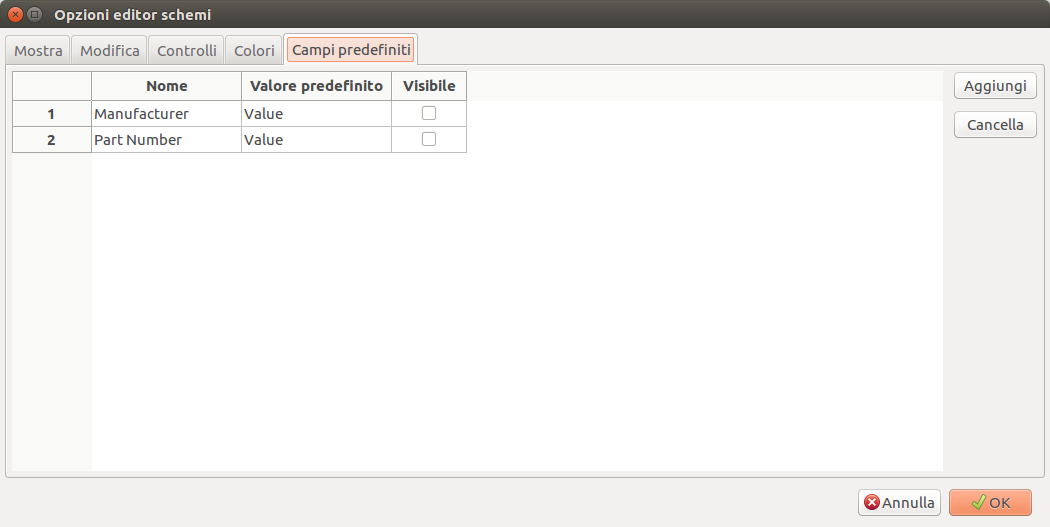 Opzioni editor schemi
Mostra Modifica Controlli Colori Campi predefiniti
Nome Valore predefinito Visibile
1 Manufacturer Value
2 Part Number Value
Aggiungi
Cancella
Annulla OK